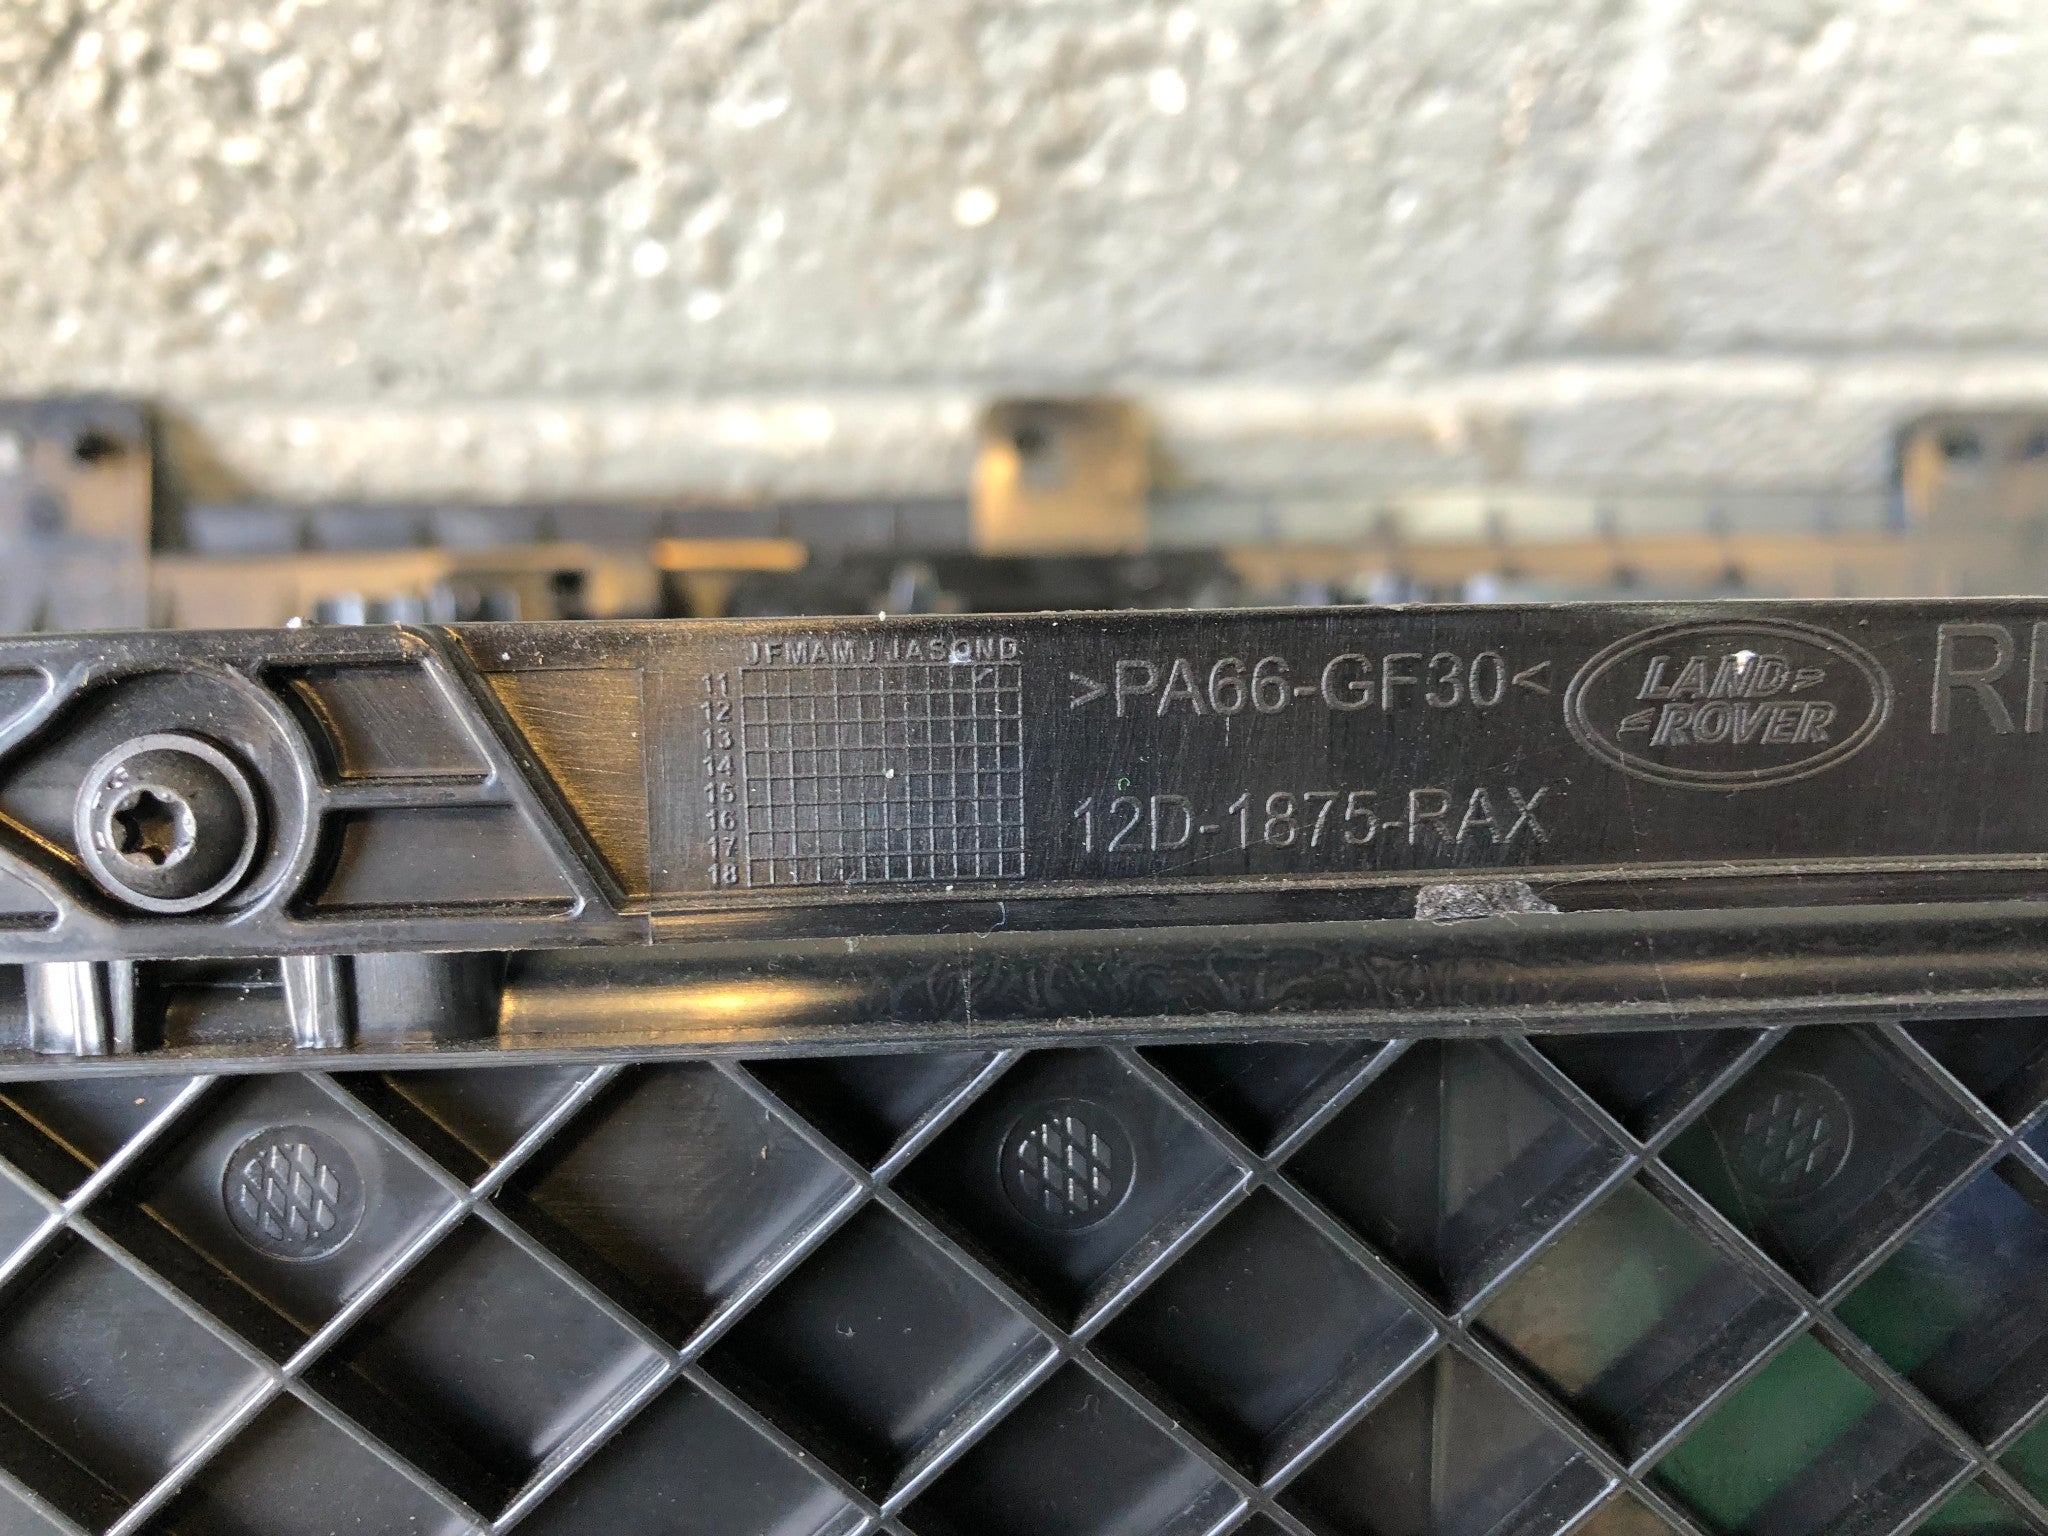 JFMAMJJASOND
11
12
13
14
15
16
17
18
>PA66-GF30<
12D-1875-RAX
LAND
ROVER